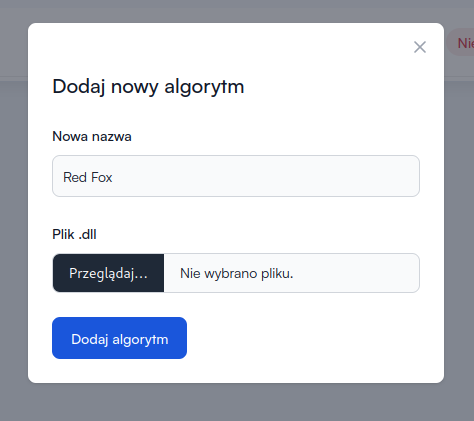 Nie
Dodaj nowy algorytm
Nowa nazwa
Red Fox
Plik .dll
Przeglądaj... Nie wybrano pliku.
Dodaj algorytm